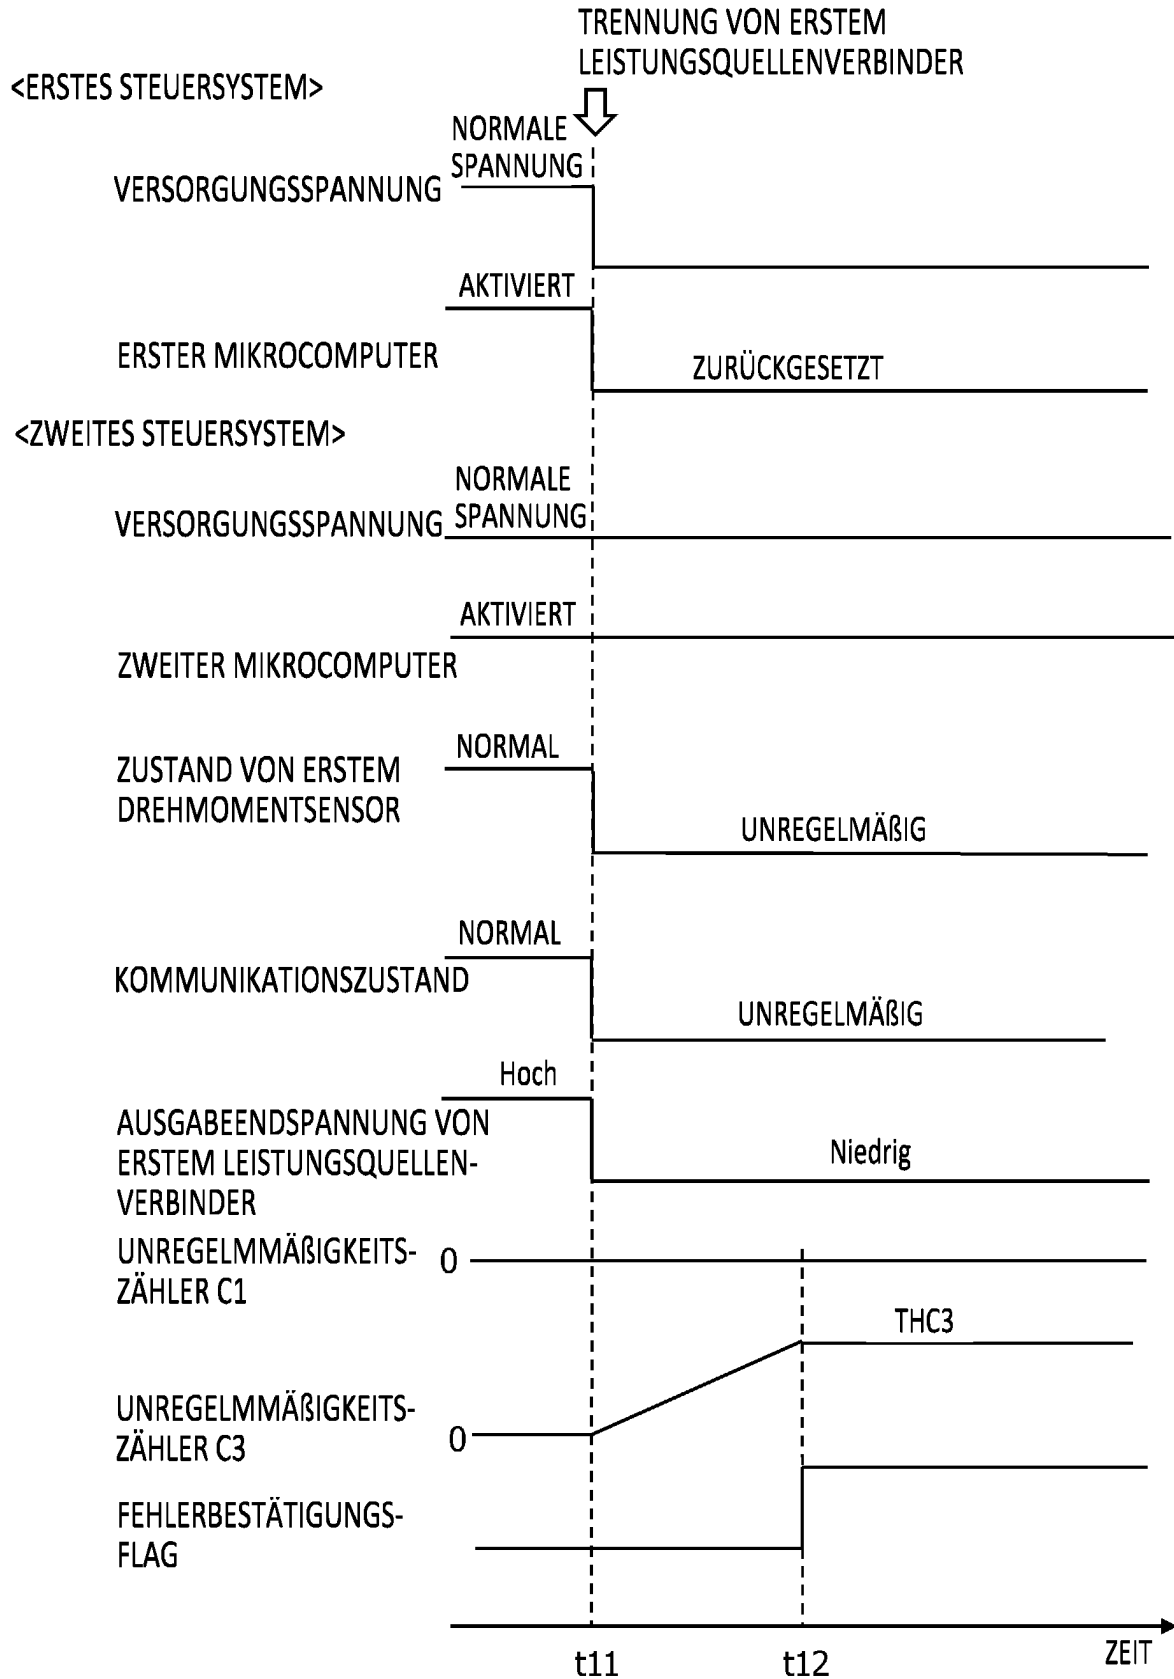 TRENNUNG VON ERSTEM
LEISTUNGSQUELLENVERBINDER
<ERSTES STEUERSYSTEM>
NORMALE
SPANNUNG
VERSORGUNGSSPANNUNG
AKTIVIERT
ERSTER MIKROCOMPUTER
ZURÜCKGESETZT
<ZWEITES STEUERSYSTEM>
NORMALE
SPANNUNG
VERSORGUNGSSPANNUNG
AKTIVIERT
ZWEITER MIKROCOMPUTER
NORMAL
ZUSTAND VON ERSTEM
DREHMOMENTSENSOR
UNREGELMÄßIG
NORMAL
KOMMUNIKATIONSZUSTAND
UNREGELMÄßIG
Hoch
AUSGABEENDSPANNUNG VON
ERSTEM LEISTUNGSQUELLEN-
VERBINDER
Niedrig
UNREGELMMÄßIGKEITS-
ZÄHLER C1
0
THC3
UNREGELMMÄßIGKEITS-
ZÄHLER C3
0
FEHLERBESTÄTIGUNGS-
FLAG
t11
t12
ZEIT